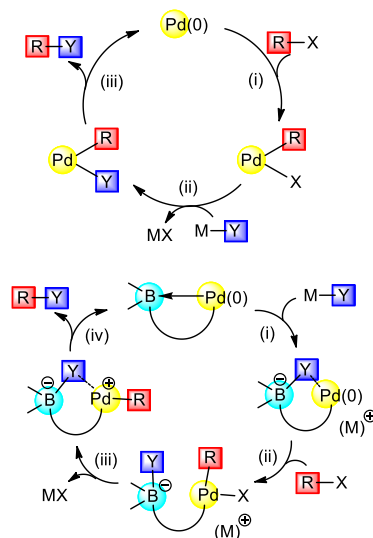 Pd(0)
R–Y
R–X
(iii)
(i)
R
R
Pd
Pd
Y
X
(ii)
M–Y
MX
R–Y
B
Pd(0)
M–Y
(iv)
(i)
⊖ Y ⊕
B Pd R
⊖ Y
B Pd(0)
(M)⊕
(iii)
Y
R
(ii)
MX
B ⊖
Pd–X
R–X
(M)⊕